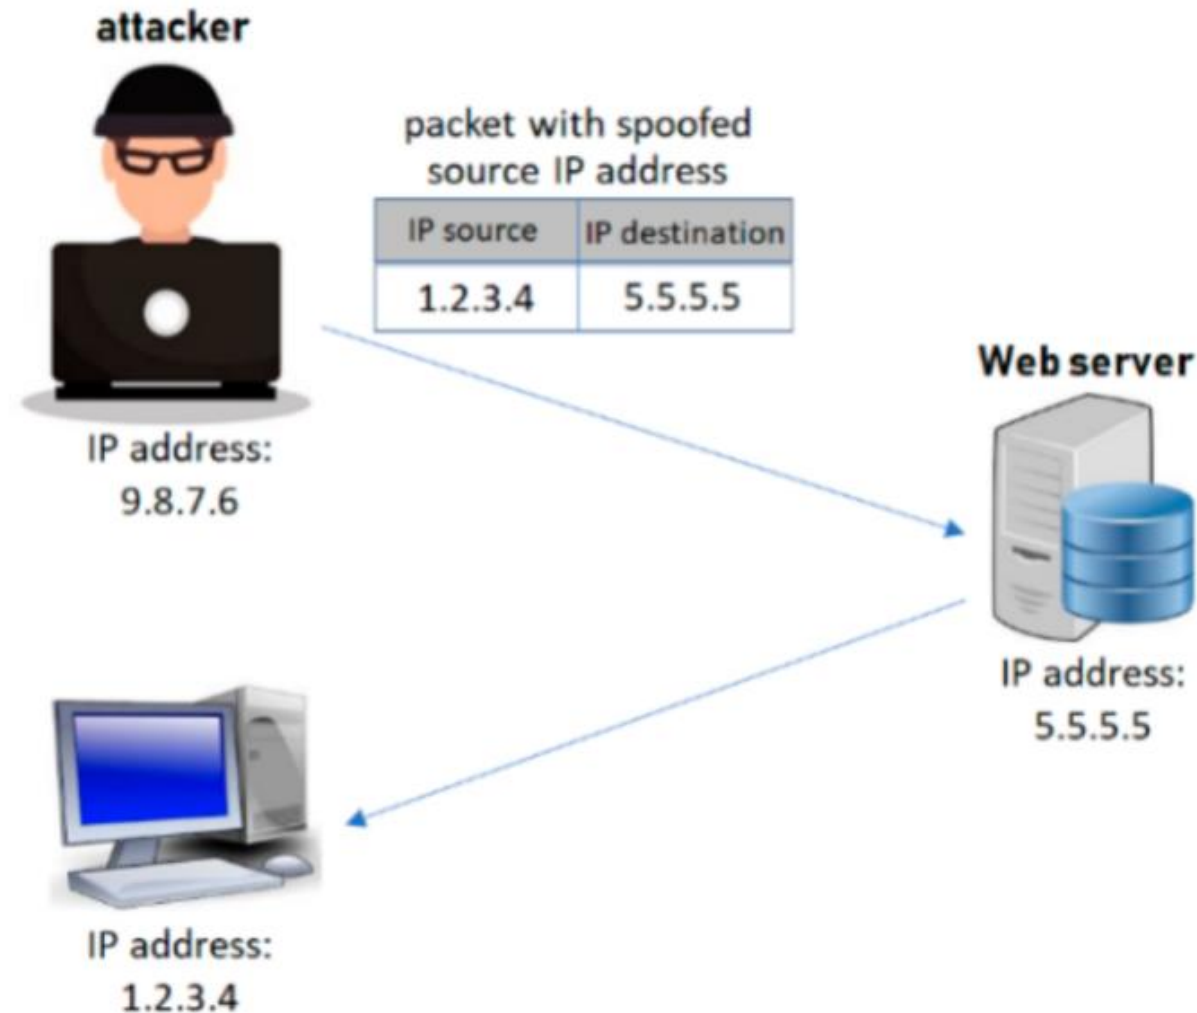 attacker
packet with spoofed
source IP address
IP source IP destination
1.2.3.4 5.5.5.5
IP address:
9.8.7.6
Web server
IP address:
5.5.5.5
IP address:
1.2.3.4